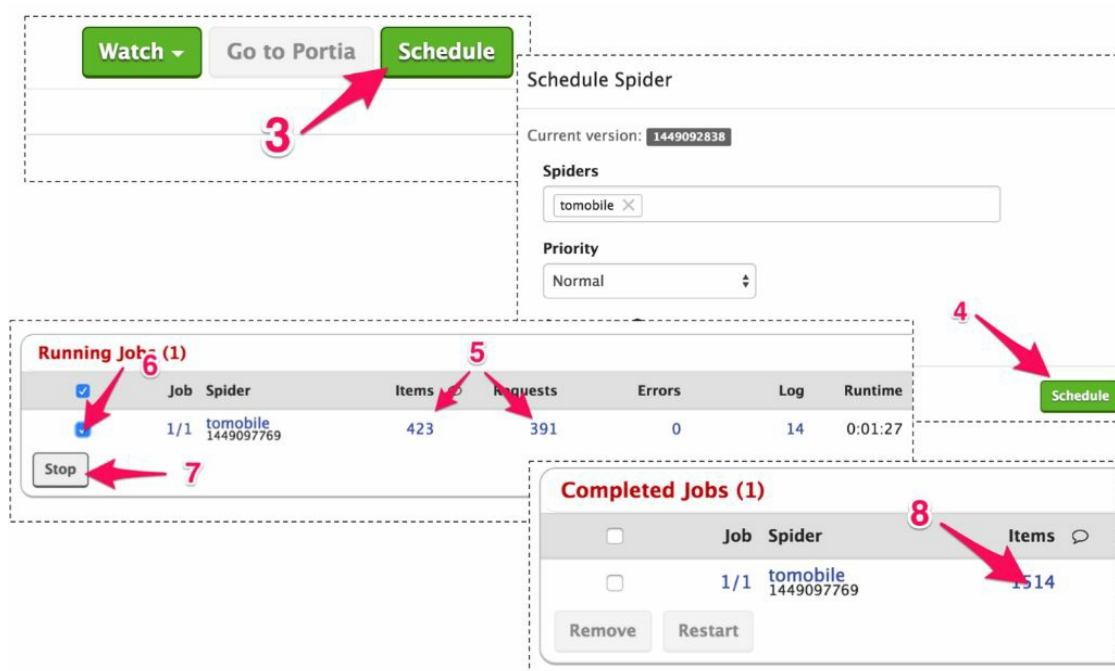 Watch Go to Portia Schedule
3
Schedule Spider
Current version: 1449092838
Spiders
tomobile
Priority
Normal
4
Schedule
Running Jobs (1)
6
5
Job Spider Items Requests Errors Log Runtime
1/1 tomobile 423 391 0 14 0:01:27
1449097769
Stop
7
Completed Jobs (1)
8
Job Spider Items
1/1 tomobile 1514
1449097769
Remove Restart